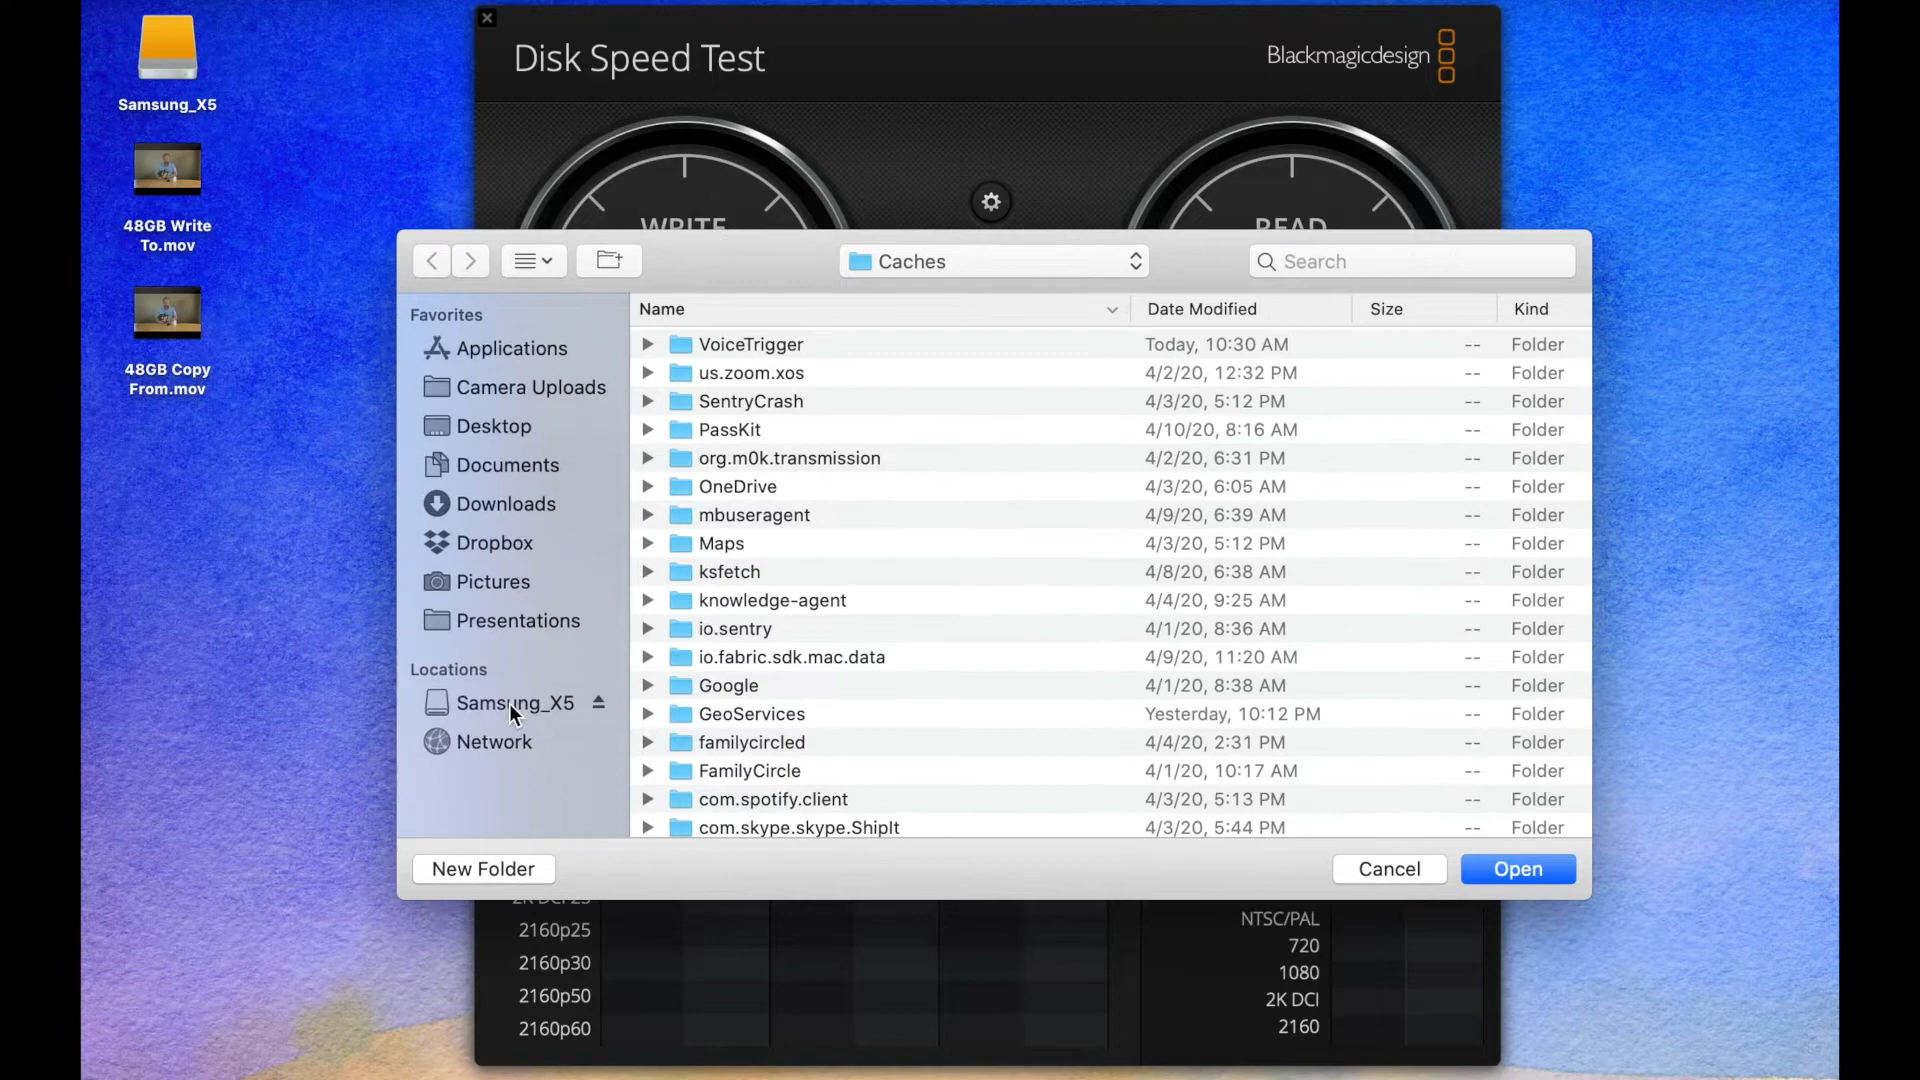 Samsung_X5
48GB Write
To.mov
48GB Copy
From.mov
Disk Speed Test
Blackmagicdesign
WRITE
READ
Caches
Search
Favorites
Applications
Camera Uploads
Desktop
Documents
Downloads
Dropbox
Pictures
Presentations
Locations
Samsung_X5
Network
Name Date Modified Size Kind
VoiceTrigger Today, 10:30 AM -- Folder
us.zoom.xos 4/2/20, 12:32 PM -- Folder
SentryCrash 4/3/20, 5:12 PM -- Folder
PassKit 4/10/20, 8:16 AM -- Folder
org.m0k.transmission 4/2/20, 6:31 PM -- Folder
OneDrive 4/3/20, 6:05 AM -- Folder
mbuseragent 4/9/20, 6:39 AM -- Folder
Maps 4/3/20, 5:12 PM -- Folder
ksfetch 4/8/20, 6:38 AM -- Folder
knowledge-agent 4/4/20, 9:25 AM -- Folder
io.sentry 4/1/20, 8:36 AM -- Folder
io.fabric.sdk.mac.data 4/9/20, 11:20 AM -- Folder
Google 4/1/20, 8:38 AM -- Folder
GeoServices Yesterday, 10:12 PM -- Folder
familycircled 4/4/20, 2:31 PM -- Folder
FamilyCircle 4/1/20, 10:17 AM -- Folder
com.spotify.client 4/3/20, 5:13 PM -- Folder
com.skype.skype.ShipIt 4/3/20, 5:44 PM -- Folder
New Folder
Cancel
Open
2K DCI 25
2160p25
2160p30
2160p50
2160p60
NTSC/PAL
720
1080
2K DCI
2160